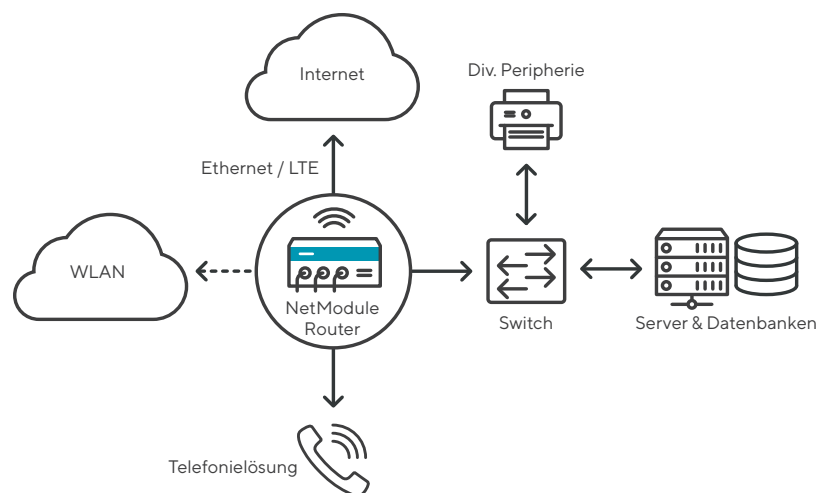 Internet
Div. Peripherie
Ethernet / LTE
WLAN
NetModule
Router
Switch
Server & Datenbanken
Telefonielösung